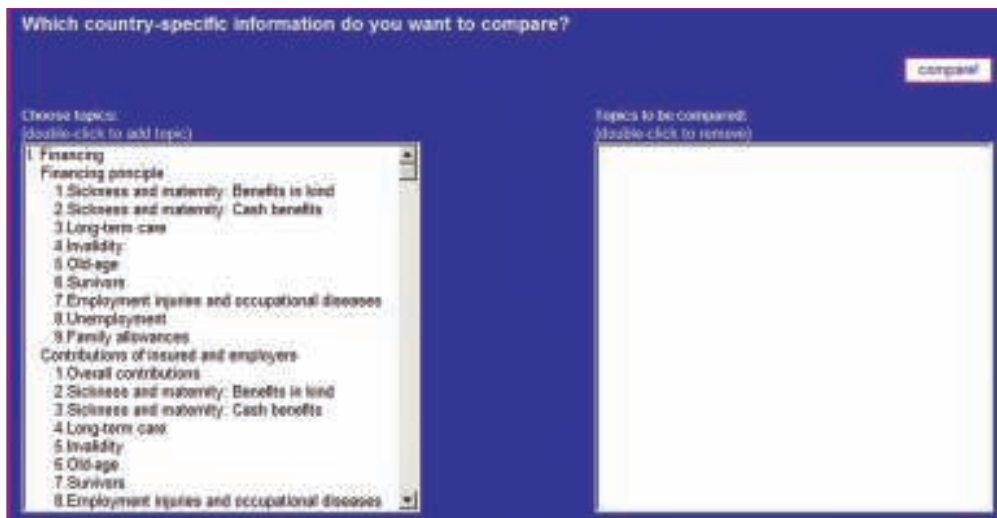 Which country-specific information do you want to compare?
compare!
Choose topics:
(double-click to add topic)
I. Financing
Financing principle
1.Sickness and maternity: Benefits in kind
2.Sickness and maternity: Cash benefits
3.Long-term care
4.Invalidity
5.Old-age
6.Survivors
7.Employment injuries and occupational diseases
8.Unemployment
9.Family allowances
Contributions of insured and employers
1.Overall contributions
2.Sickness and maternity: Benefits in kind
3.Sickness and maternity: Cash benefits
4.Long-term care
5.Invalidity
6.Old-age
7.Survivors
8.Employment injuries and occupational diseases
Topics to be compared:
(double-click to remove)